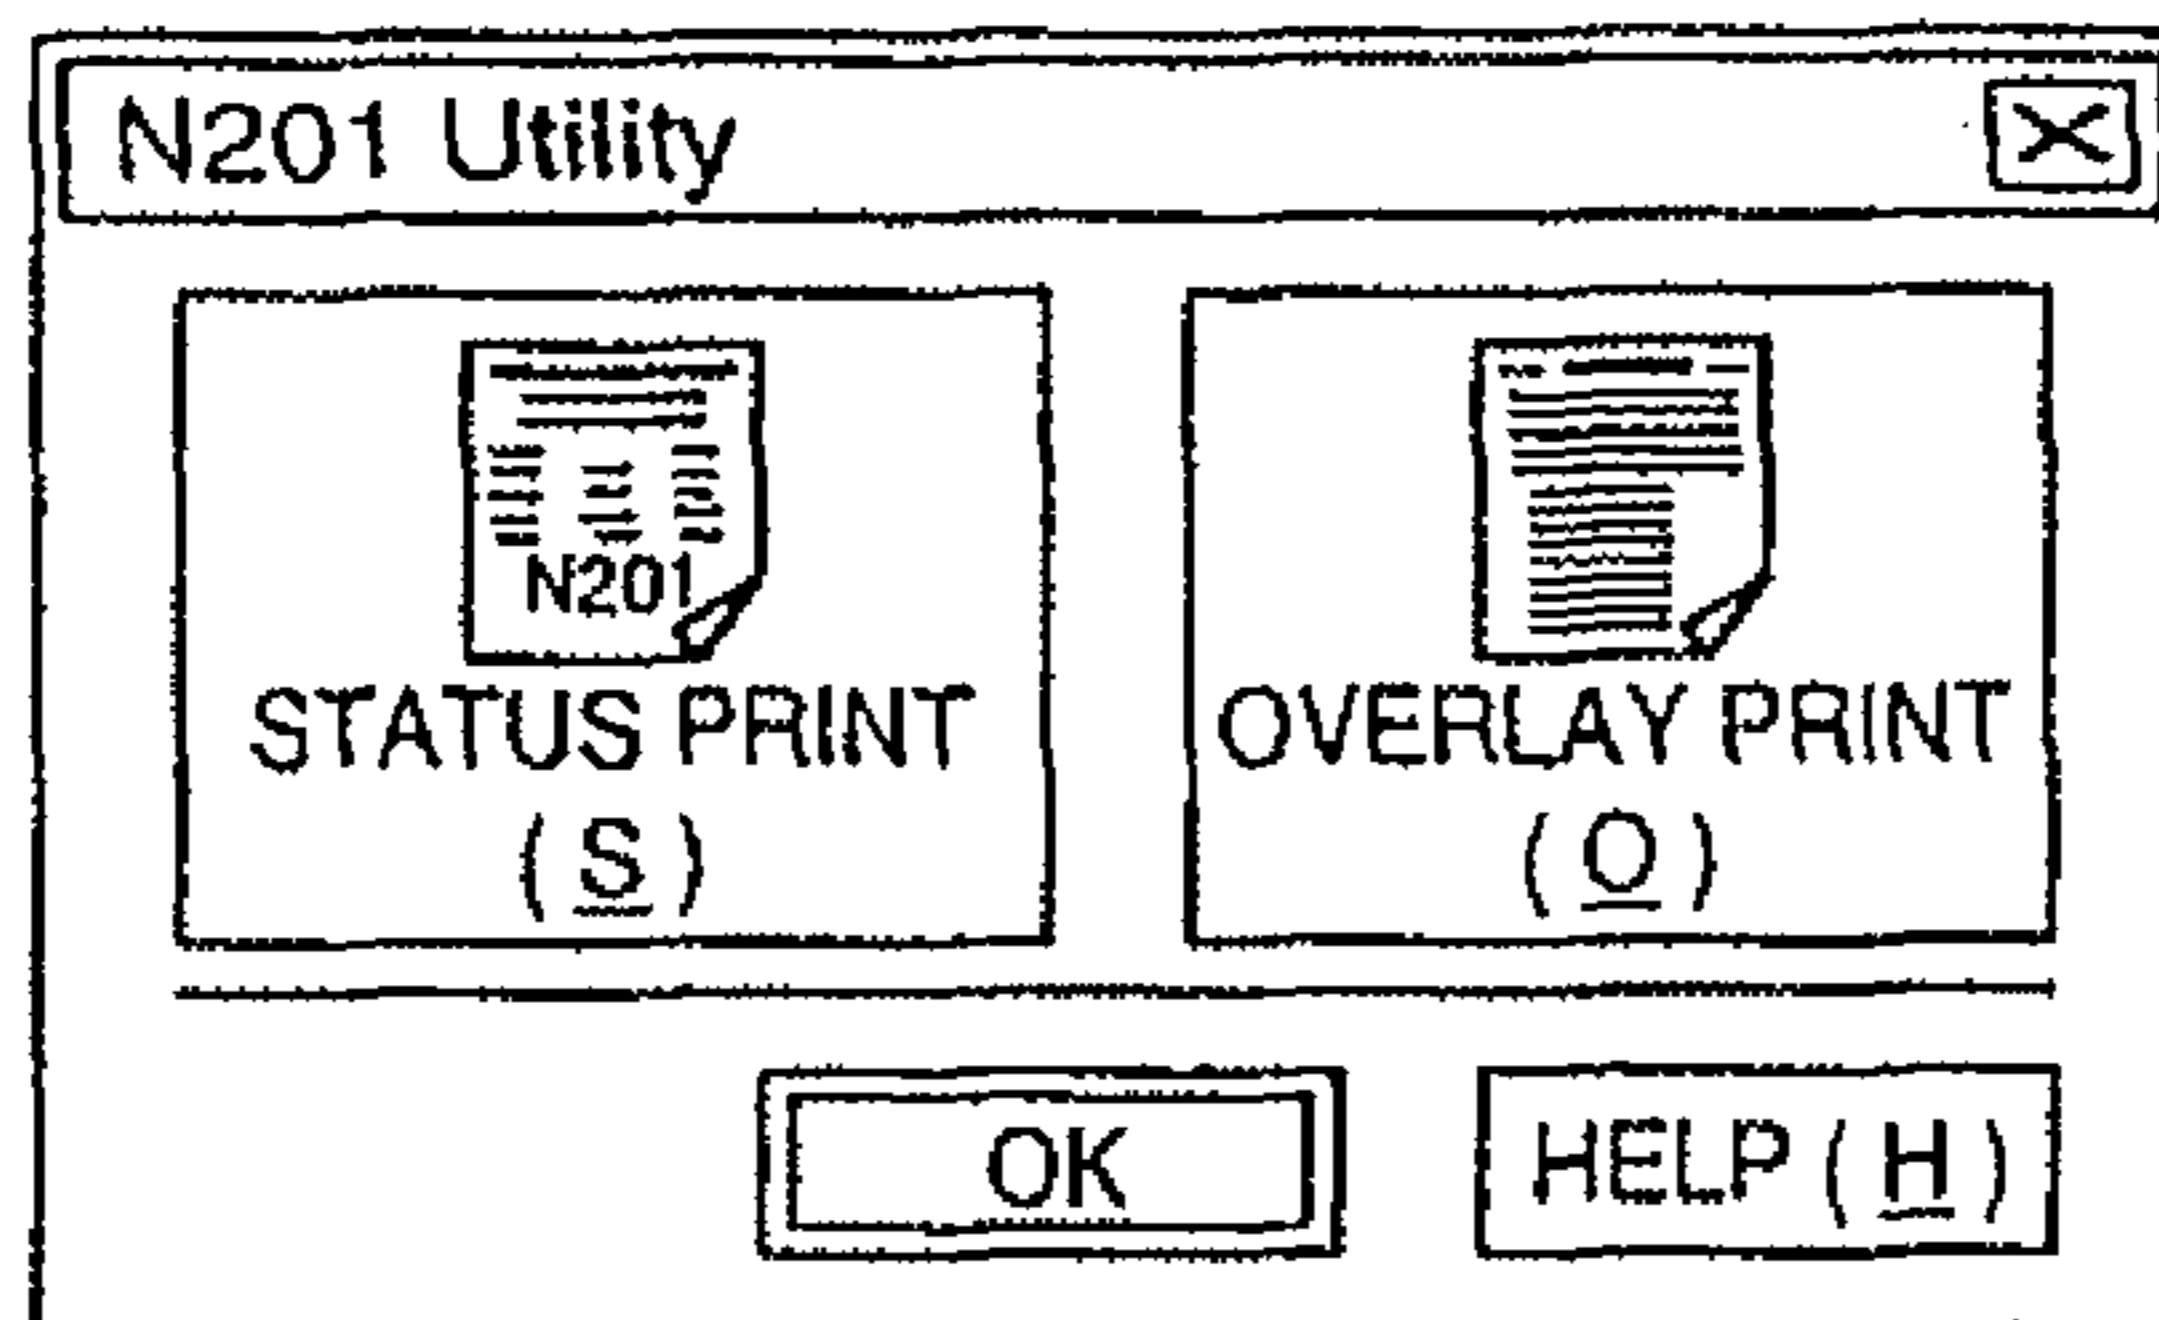 N201 Utility
N201
STATUS PRINT
(S)
OVERLAY PRINT
(O)
OK
HELP (H)